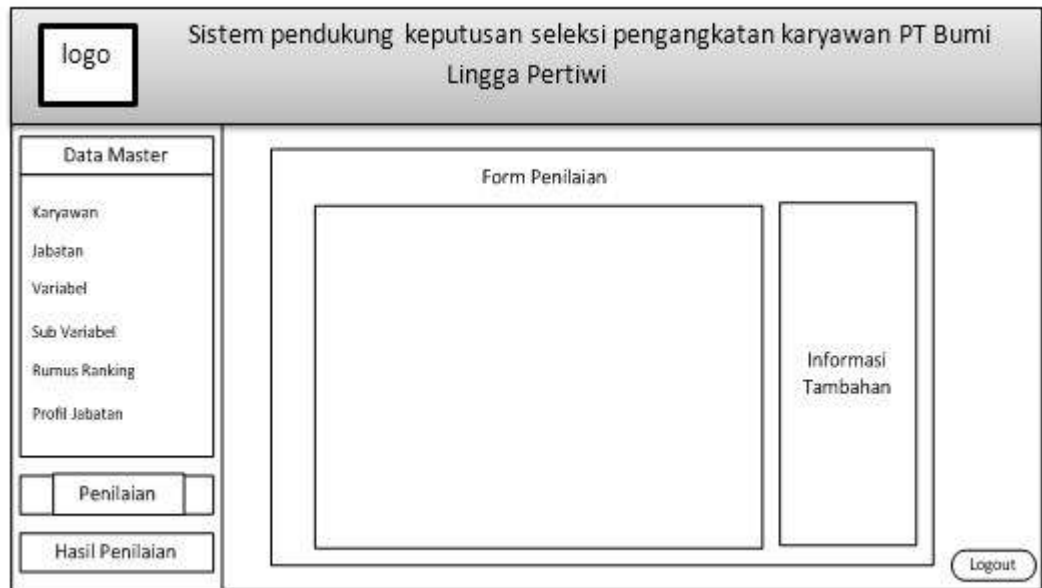 logo
Sistem pendukung keputusan seleksi pengangkatan karyawan PT Bumi
Lingga Pertiwi
Data Master
Karyawan
Jabatan
Variabel
Sub Variabel
Rumus Ranking
Profil Jabatan
Penilaian
Hasil Penilaian
Form Penilaian
Informasi
Tambahan
Logout